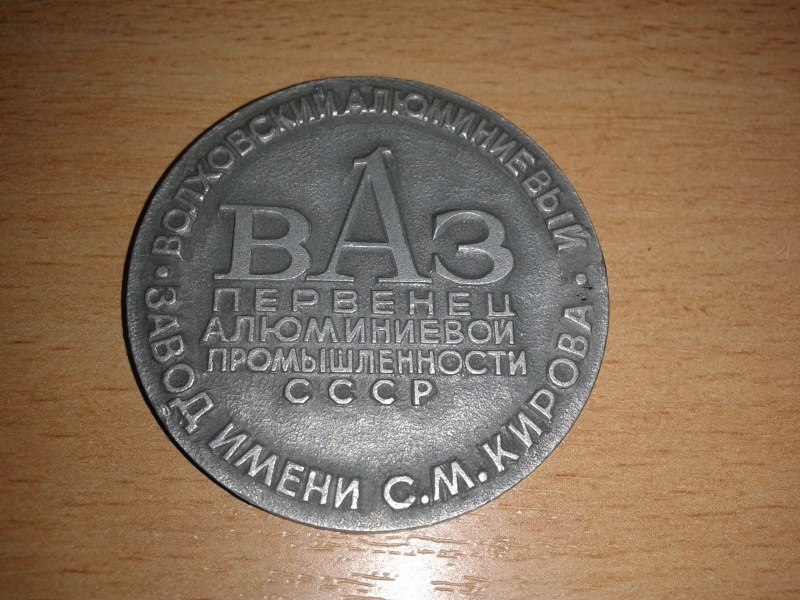 ВОЛХОВСКИЙ АЛЮМИНИЕВЫЙ
ВАЗ
ПЕРВЕНЕЦ
АЛЮМИНИЕВОЙ
ПРОМЫШЛЕННОСТИ
СССР
• ЗАВОД ИМЕНИ С.М. КИРОВА •